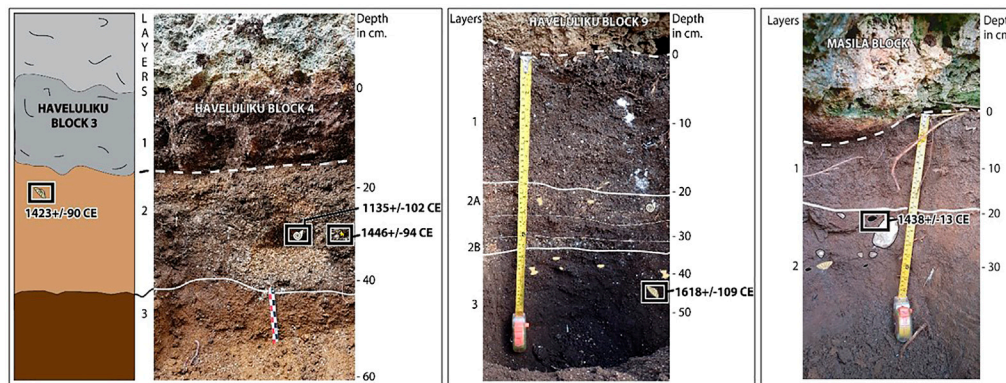 LAYERS
Depth
in cm.
HAVELULIKU
BLOCK 3
1423+/-90 CE
1
2
3
HAVELULIKU BLOCK 4
0
- 20
- 40
- 60
1135+/-102 CE
1446+/-94 CE
Layers
HAVELULIKU BLOCK 9
Depth
in cm.
1
2A
2B
3
0
- 10
- 20
- 30
- 40
- 50
1618+/-109 CE
Layers
MASILA BLOCK
Depth
in cm.
1
2
0
- 10
- 20
- 30
1438+/-13 CE